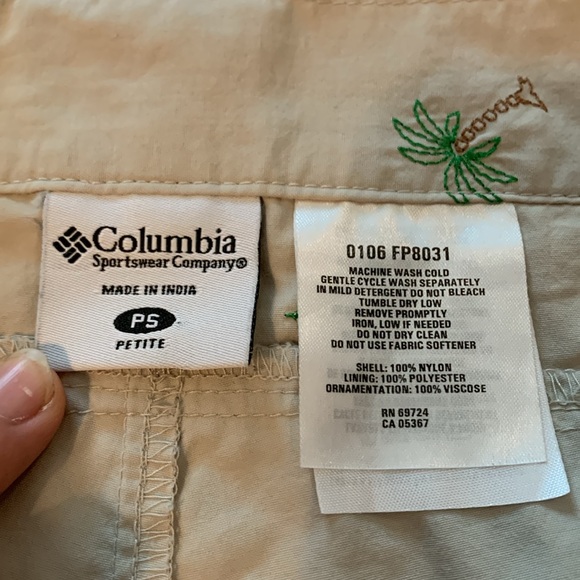 Columbia
Sportswear Company®
MADE IN INDIA
PS
PETITE
0106 FP8031
MACHINE WASH COLD
GENTLE CYCLE WASH SEPARATELY
IN MILD DETERGENT DO NOT BLEACH
TUMBLE DRY LOW
REMOVE PROMPTLY
IRON, LOW IF NEEDED
DO NOT DRY CLEAN
DO NOT USE FABRIC SOFTENER
SHELL: 100% NYLON
LINING: 100% POLYESTER
ORNAMENTATION: 100% VISCOSE
RN 69724
CA 05367